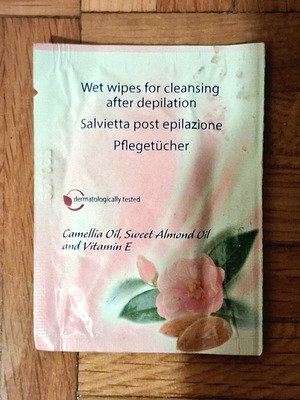 Wet wipes for cleansing
after depilation
Salvietta post epilazione
Pflegetücher
dermatologically tested
Camellia Oil, Sweet Almond Oil
and Vitamin E